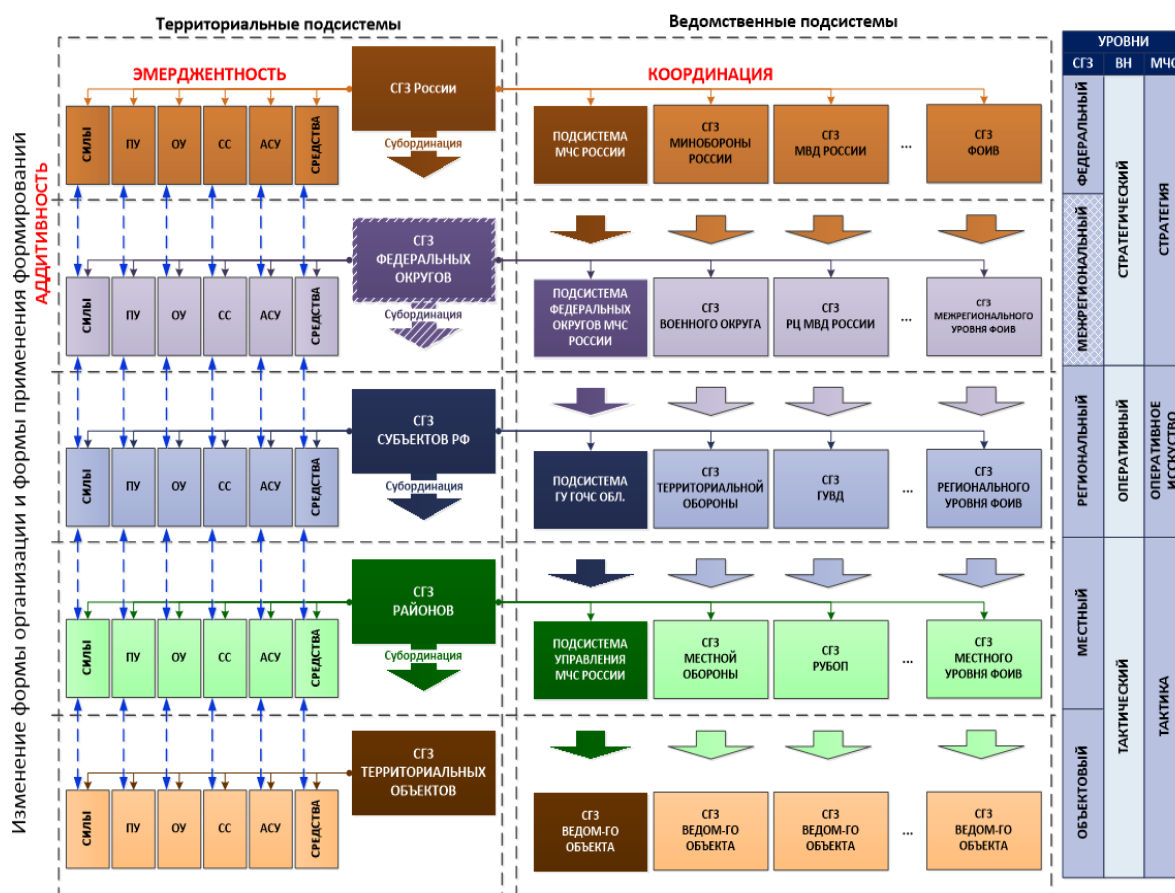 Территориальные подсистемы
Ведомственные подсистемы
Изменение формы организации и формы применения формирований
АДДИТИВНОСТЬ
ЭМЕРДЖЕНТНОСТЬ
КООРДИНАЦИЯ
СГЗ России
Субординация
СИЛЫ
ПУ
ОУ
СС
АСУ
СРЕДСТВА
ПОДСИСТЕМА
МЧС РОССИИ
СГЗ
МИНОБОРОНЫ
РОССИИ
СГЗ
МВД РОССИИ
...
СГЗ
ФОИВ
СГЗ
ФЕДЕРАЛЬНЫХ
ОКРУГОВ
Субординация
СИЛЫ
ПУ
ОУ
СС
АСУ
СРЕДСТВА
ПОДСИСТЕМА
ФЕДЕРАЛЬНЫХ
ОКРУГОВ МЧС
РОССИИ
СГЗ
ВОЕННОГО ОКРУГА
СГЗ
РЦ МВД РОССИИ
...
СГЗ
МЕЖРЕГИОНАЛЬНОГО
УРОВНЯ ФОИВ
СГЗ
СУБЪЕКТОВ РФ
Субординация
СИЛЫ
ПУ
ОУ
СС
АСУ
СРЕДСТВА
ПОДСИСТЕМА
ГУ ГОЧС ОБЛ.
СГЗ
ТЕРРИТОРИАЛЬНОЙ
ОБОРОНЫ
СГЗ
ГУВД
...
СГЗ
РЕГИОНАЛЬНОГО
УРОВНЯ ФОИВ
СГЗ
РАЙОНОВ
Субординация
СИЛЫ
ПУ
ОУ
СС
АСУ
СРЕДСТВА
ПОДСИСТЕМА
УПРАВЛЕНИЯ
МЧС РОССИИ
СГЗ
МЕСТНОЙ
ОБОРОНЫ
СГЗ
РУБОП
...
СГЗ
МЕСТНОГО
УРОВНЯ ФОИВ
СГЗ
ТЕРРИТОРИАЛЬНЫХ
ОБЪЕКТОВ
СИЛЫ
ПУ
ОУ
СС
АСУ
СРЕДСТВА
СГЗ
ВЕДОМ-ГО
ОБЪЕКТА
СГЗ
ВЕДОМ-ГО
ОБЪЕКТА
СГЗ
ВЕДОМ-ГО
ОБЪЕКТА
...
СГЗ
ВЕДОМ-ГО
ОБЪЕКТА
УРОВНИ
СГЗ
ВН
МЧС
ФЕДЕРАЛЬНЫЙ
МЕЖРЕГИОНАЛЬНЫЙ
РЕГИОНАЛЬНЫЙ
МЕСТНЫЙ
ОБЪЕКТОВЫЙ
СТРАТЕГИЧЕСКИЙ
ОПЕРАТИВНЫЙ
ТАКТИЧЕСКИЙ
СТРАТЕГИЯ
ОПЕРАТИВНОЕ
ИСКУСТВО
ТАКТИКА